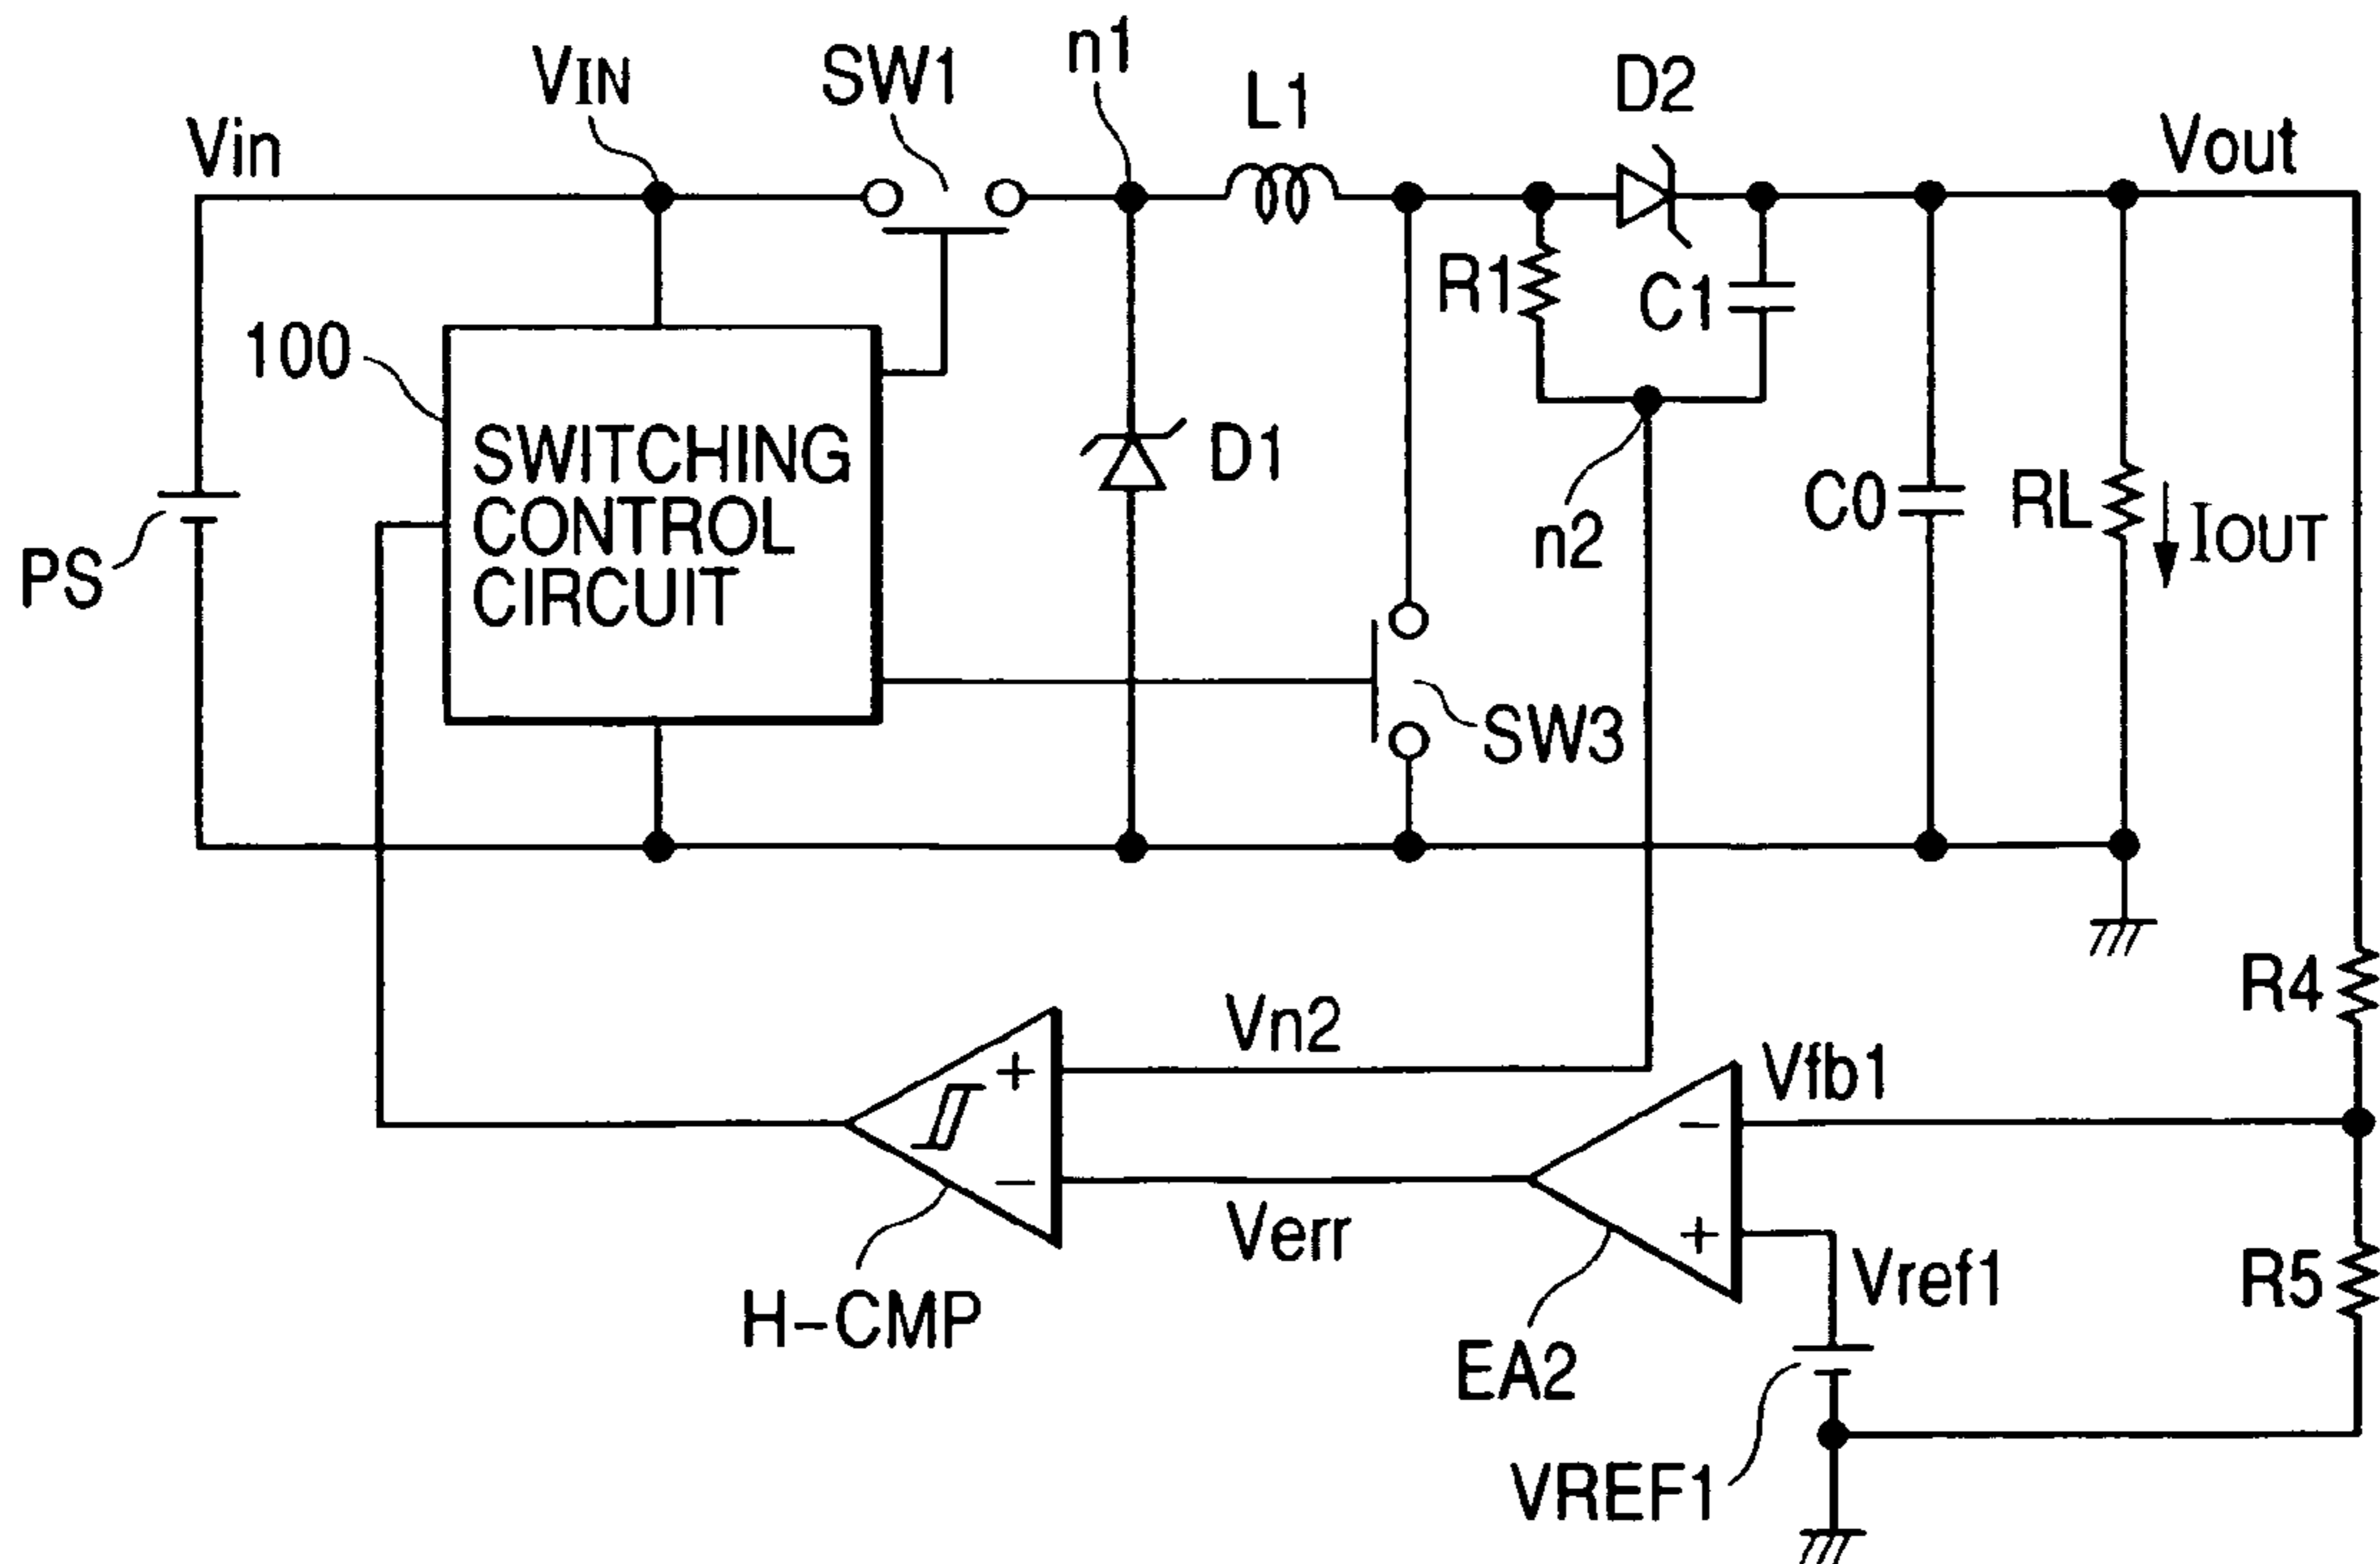 Vin
VIN
SW1
n1
L1
D2
Vout
100
SWITCHING
CONTROL
CIRCUIT
PS
D1
R1
C1
n2
C0
RL
IOUT
SW3
R4
Vn2
+
−
Verr
H-CMP
Vfb1
−
+
Vref1
EA2
R5
VREF1